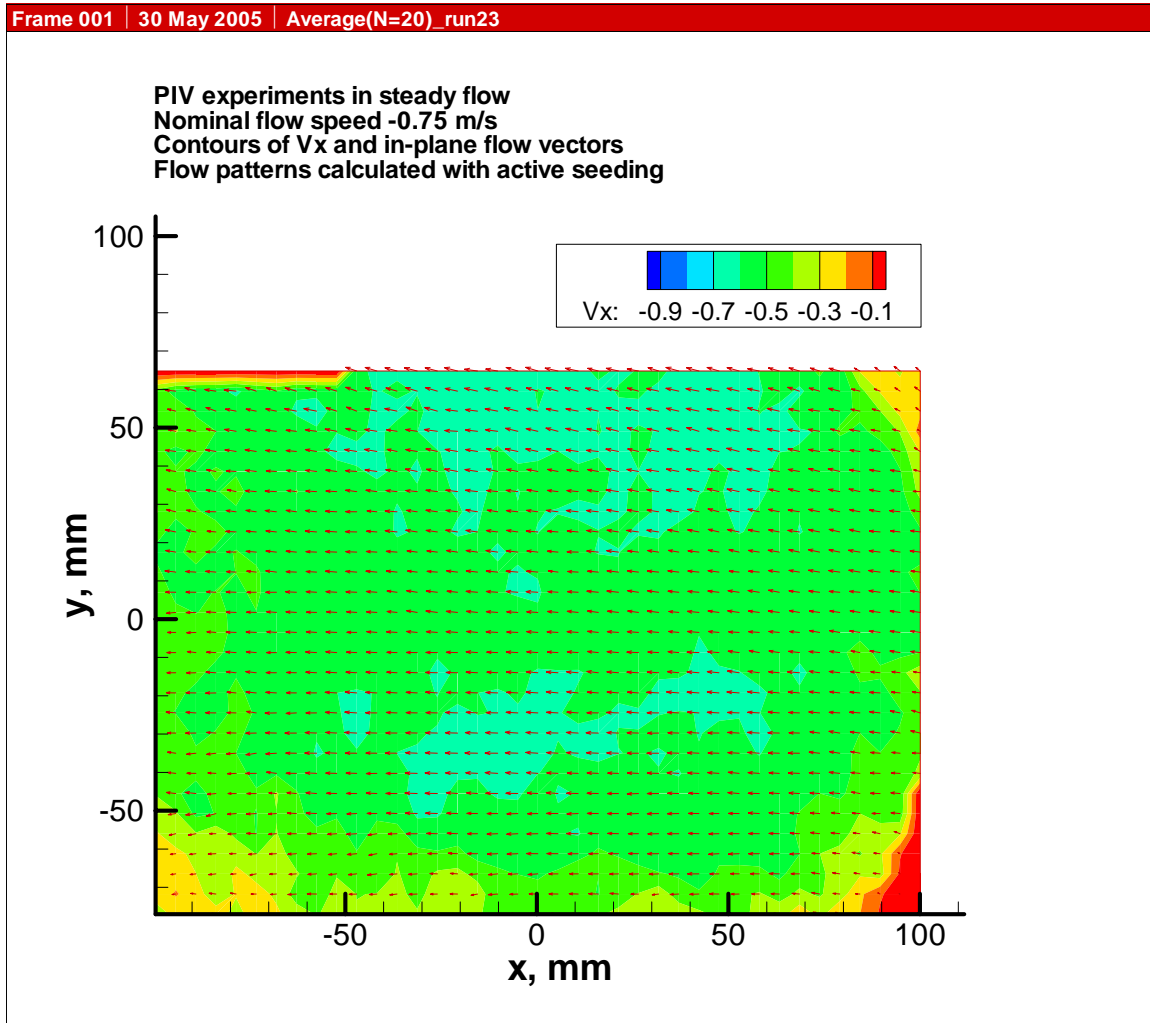 Frame 001 | 30 May 2005 | Average(N=20)_run23
PIV experiments in steady flow
Nominal flow speed -0.75 m/s
Contours of Vx and in-plane flow vectors
Flow patterns calculated with active seeding
100
Vx: -0.9 -0.7 -0.5 -0.3 -0.1
50
y, mm
0
-50
-50 0 50 100
x, mm